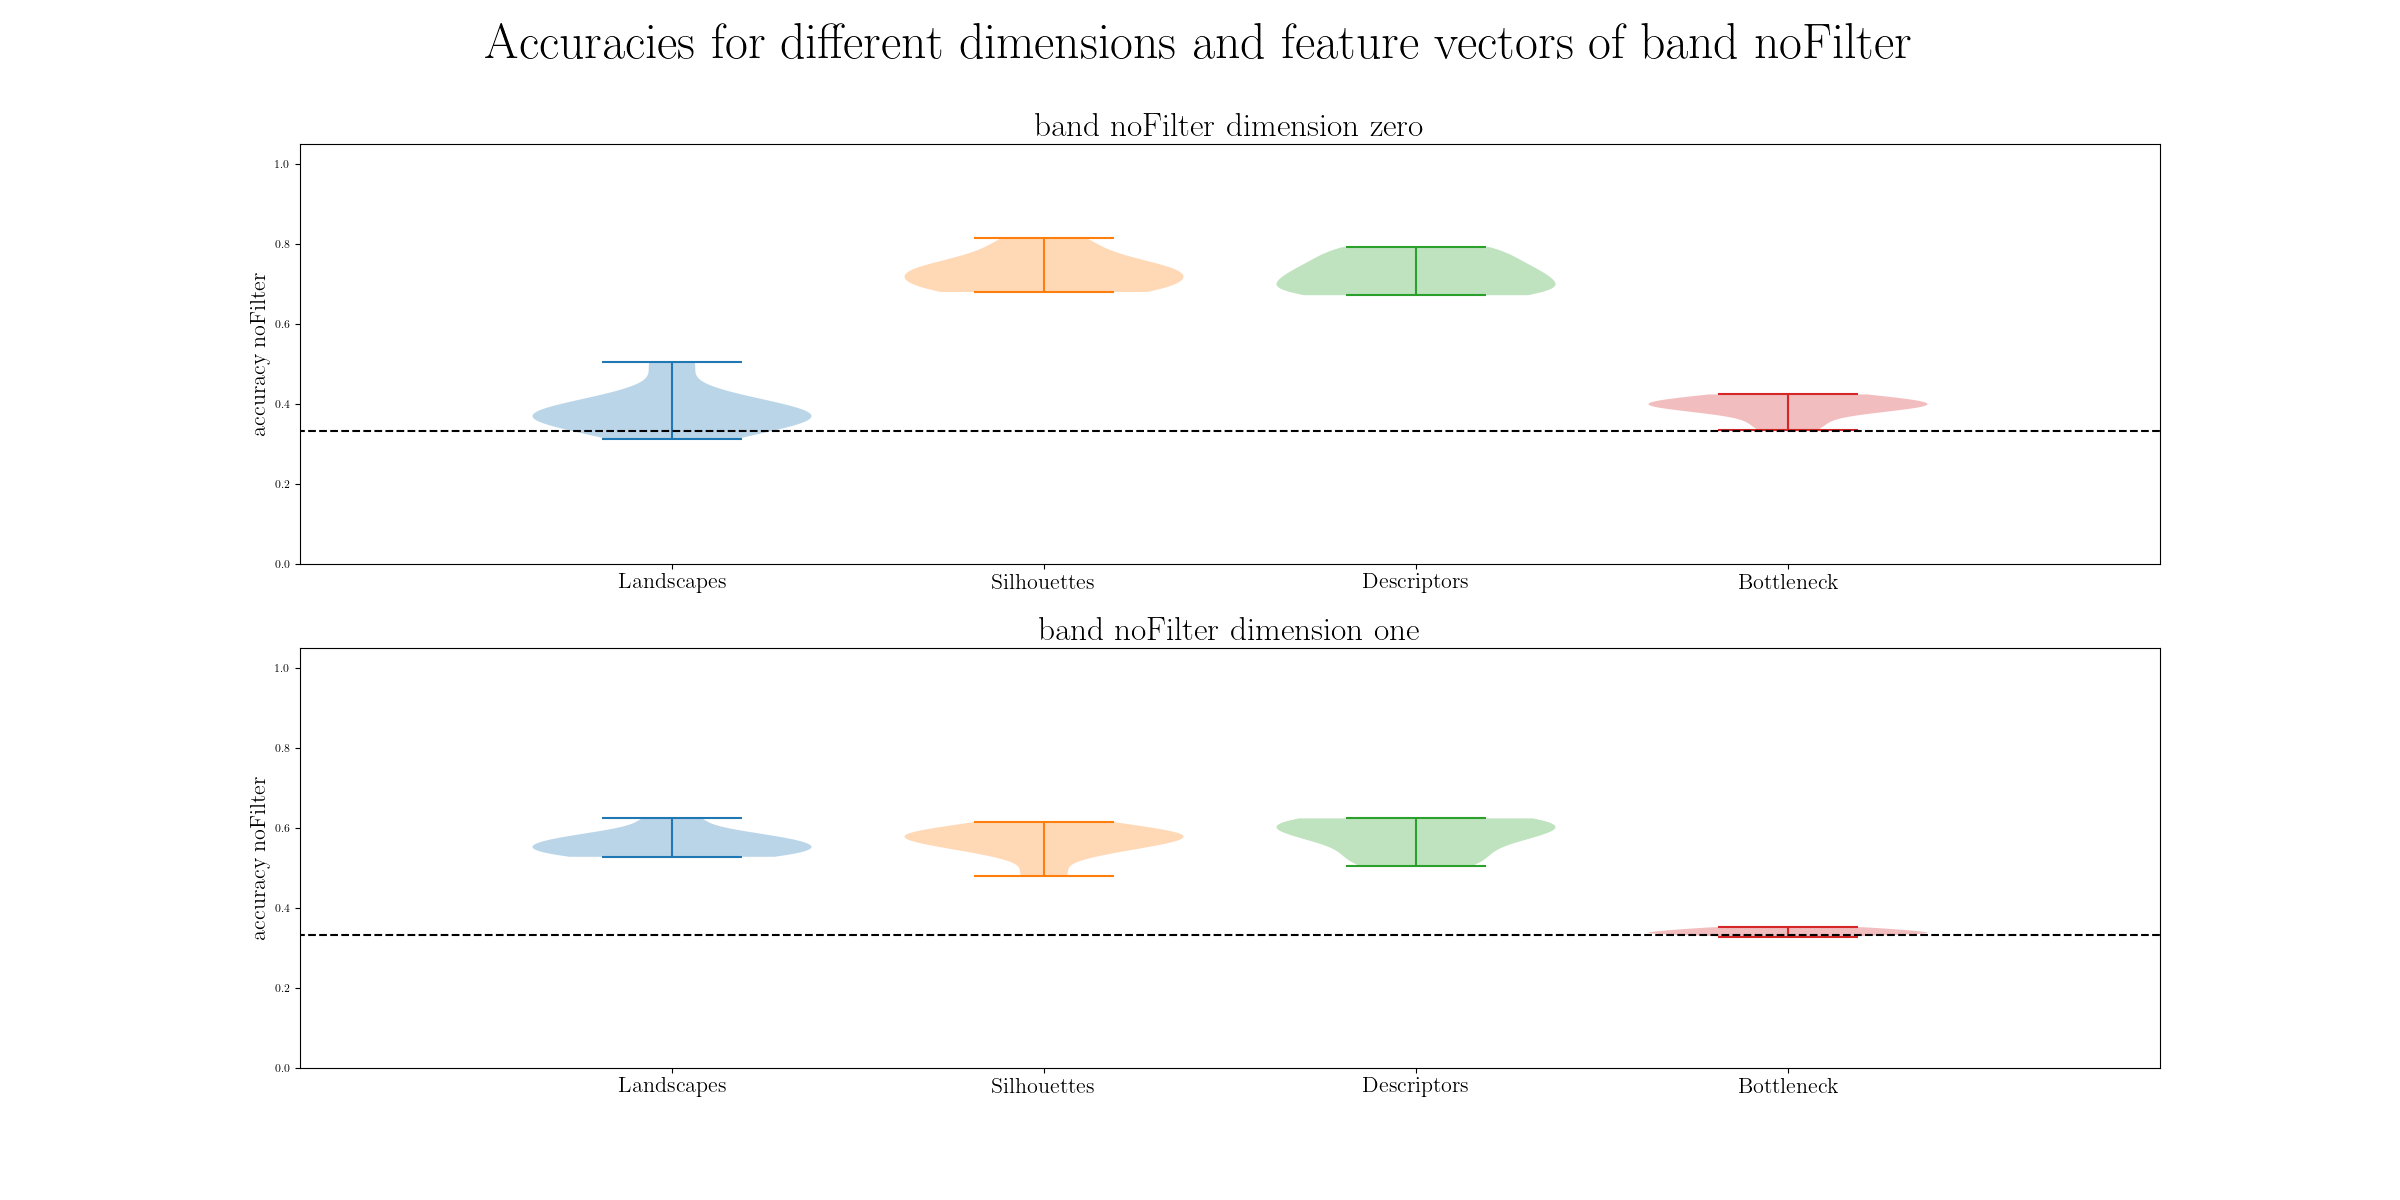 Accuracies for different dimensions and feature vectors of band noFilter
band noFilter dimension zero
accuracy noFilter
1.0
0.8
0.6
0.4
0.2
0.0
Landscapes Silhouettes Descriptors Bottleneck
band noFilter dimension one
accuracy noFilter
1.0
0.8
0.6
0.4
0.2
0.0
Landscapes Silhouettes Descriptors Bottleneck